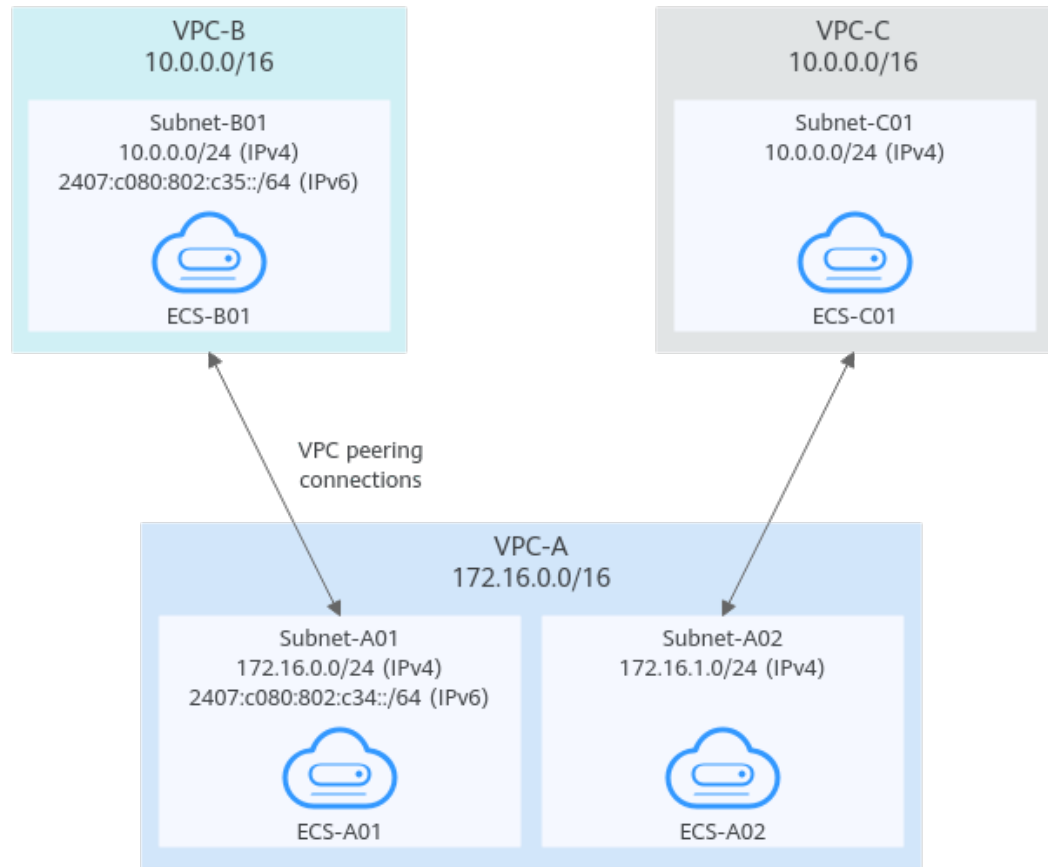 VPC-B
10.0.0.0/16
Subnet-B01
10.0.0.0/24 (IPv4)
2407:c080:802:c35::/64 (IPv6)
ECS-B01
VPC-C
10.0.0.0/16
Subnet-C01
10.0.0.0/24 (IPv4)
ECS-C01
VPC peering
connections
VPC-A
172.16.0.0/16
Subnet-A01
172.16.0.0/24 (IPv4)
2407:c080:802:c34::/64 (IPv6)
ECS-A01
Subnet-A02
172.16.1.0/24 (IPv4)
ECS-A02